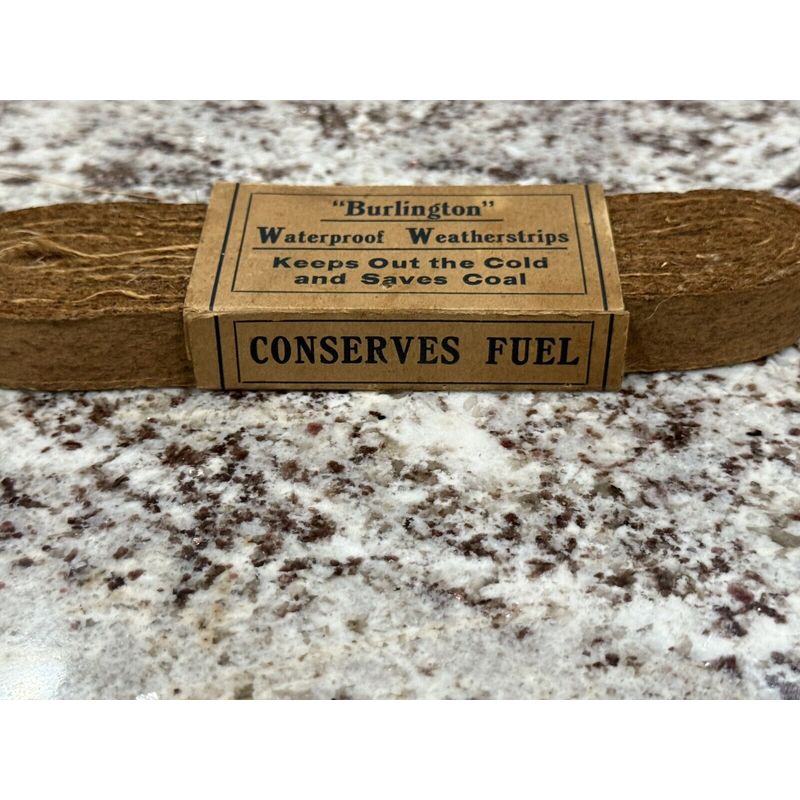 "Burlington"
Waterproof Weatherstrips
Keeps Out the Cold
and Saves Coal
CONSERVES FUEL